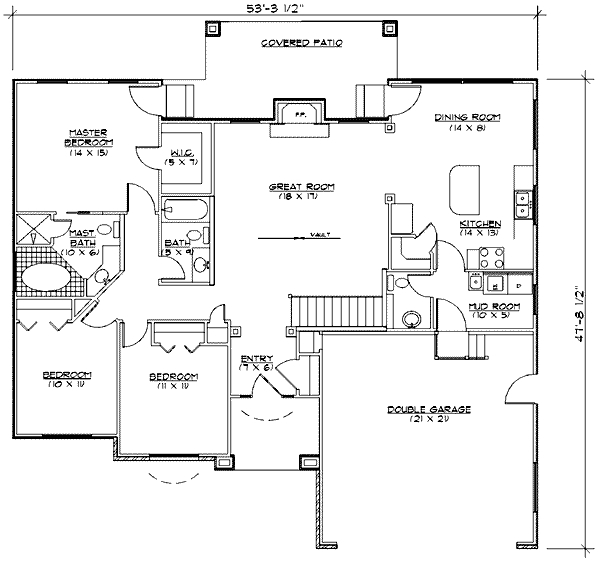 53'-3 1/2"
COVERED PATIO
F.P.
DINING ROOM
(14 X 8)
MASTER
BEDROOM
(14 X 15)
W.I.C.
(5 X 7)
GREAT ROOM
(18 X 17)
KITCHEN
(14 X 13)
MAST.
BATH
(10 X 6)
BATH
(5 X 9)
VAULT
MUD ROOM
(10 X 5)
47'-8 1/2"
ENTRY
(7 X 6)
BEDROOM
(10 X 11)
BEDROOM
(11 X 11)
DOUBLE GARAGE
(21 X 21)